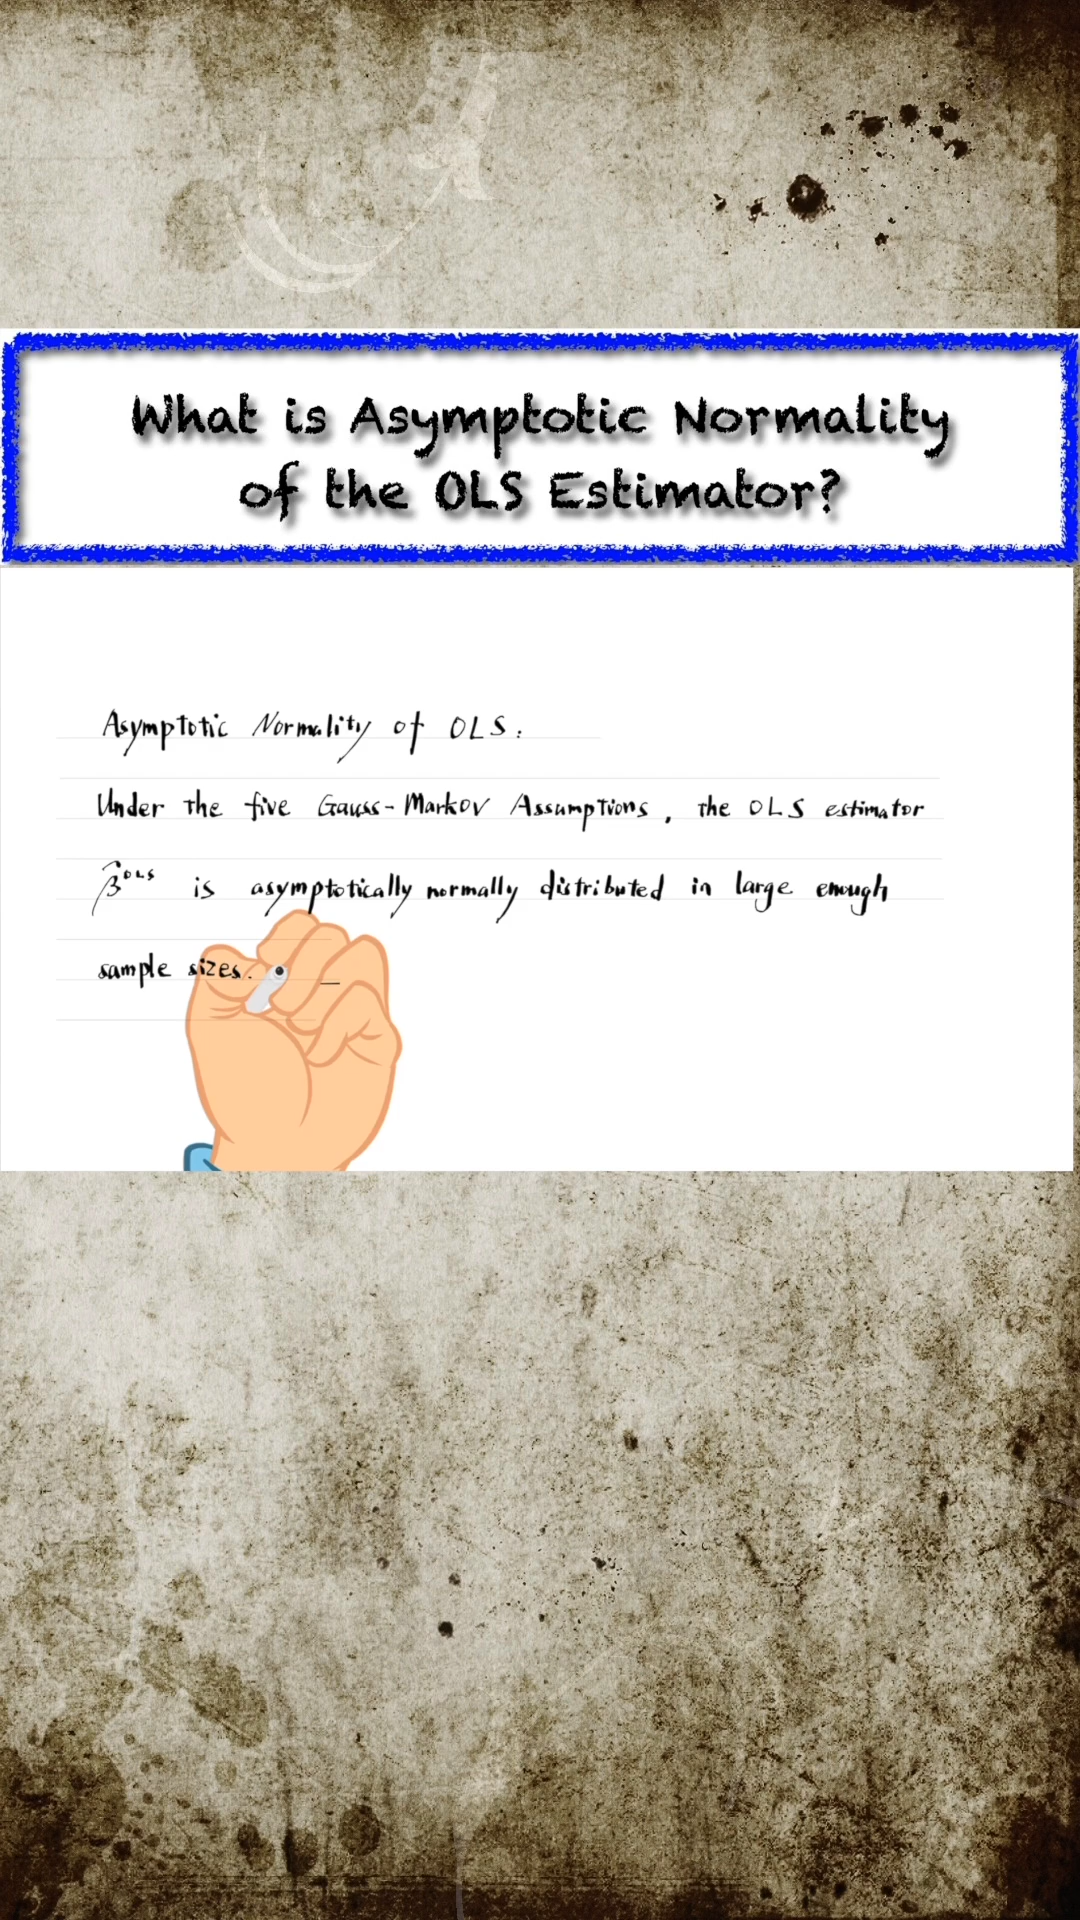 What is Asymptotic Normality
of the OLS Estimator?
Asymptotic Normality of OLS:
Under the five Gauss-Markov Assumptions, the OLS estimator
β̂ᴼᴸˢ is asymptotically normally distributed in large enough
sample sizes.